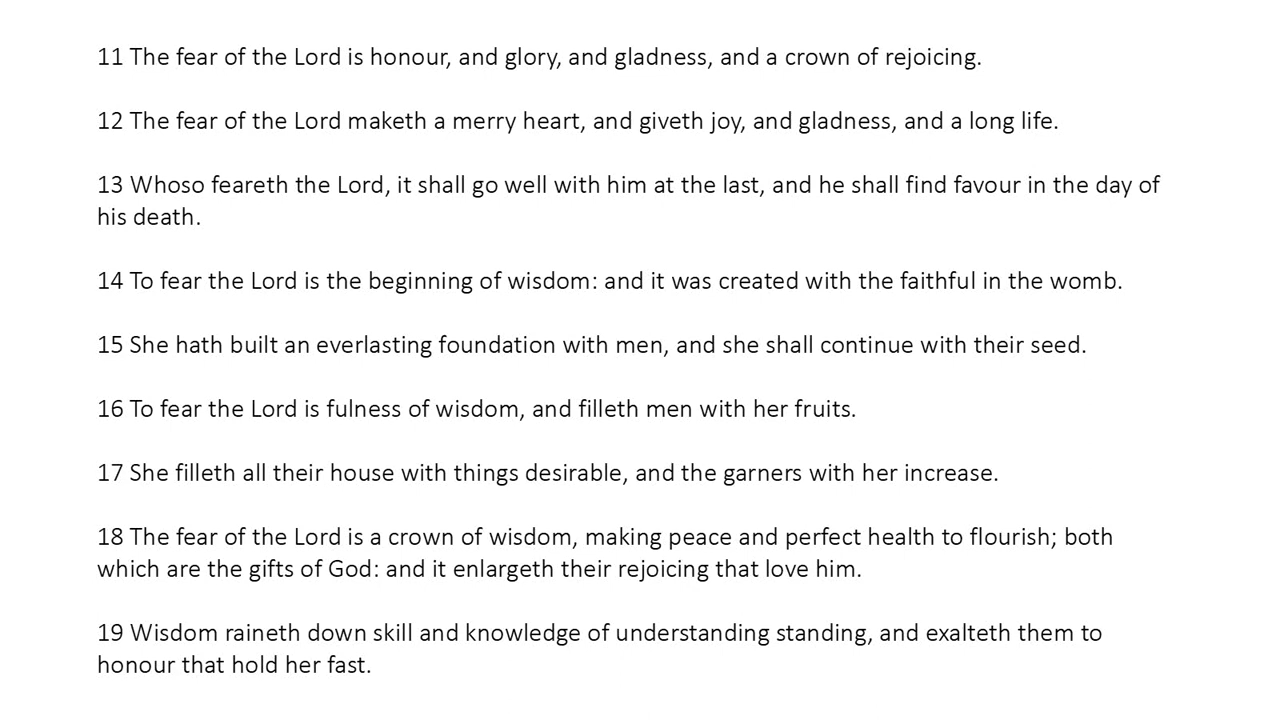 11 The fear of the Lord is honour, and glory, and gladness, and a crown of rejoicing.
12 The fear of the Lord maketh a merry heart, and giveth joy, and gladness, and a long life.
13 Whoso feareth the Lord, it shall go well with him at the last, and he shall find favour in the day of
his death.
14 To fear the Lord is the beginning of wisdom: and it was created with the faithful in the womb.
15 She hath built an everlasting foundation with men, and she shall continue with their seed.
16 To fear the Lord is fulness of wisdom, and filleth men with her fruits.
17 She filleth all their house with things desirable, and the garners with her increase.
18 The fear of the Lord is a crown of wisdom, making peace and perfect health to flourish; both
which are the gifts of God: and it enlargeth their rejoicing that love him.
19 Wisdom raineth down skill and knowledge of understanding standing, and exalteth them to
honour that hold her fast.